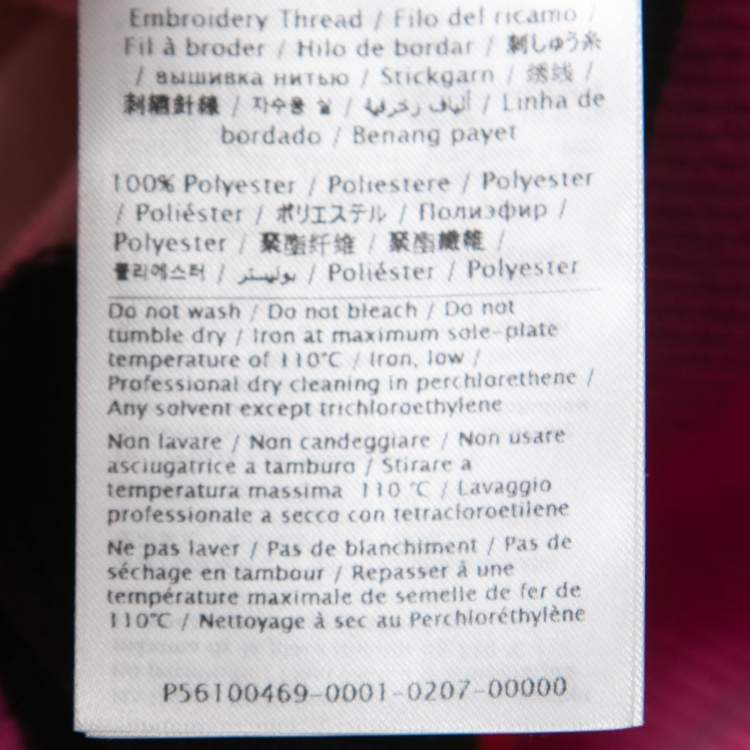 Embroidery Thread / Filo del ricamo /
Fil à broder / Hilo de bordar / 刺しゅう糸
/ вышивка нитью / Stickgarn / 绣线 /
刺繡針線 / 자수용 실 / ألياف زخرفية / Linha de
bordado / Benang payet
100% Polyester / Poliestere / Polyester
/ Poliéster / ポリエステル / Полиэфир /
Polyester / 聚酯纤维 / 聚酯纖維 /
폴리에스터 / بوليستر / Poliéster / Polyester
Do not wash / Do not bleach / Do not
tumble dry / Iron at maximum sole-plate
temperature of 110°C / Iron, low /
Professional dry cleaning in perchlorethene /
Any solvent except trichloroethylene
Non lavare / Non candeggiare / Non usare
asciugatrice a tamburo / Stirare a
temperatura massima 110 °C / Lavaggio
professionale a secco con tetracloroetilene
Ne pas laver / Pas de blanchiment / Pas de
séchage en tambour / Repasser à une
température maximale de semelle de fer de
110°C / Nettoyage à sec au Perchloréthylène
P56100469-0001-0207-00000